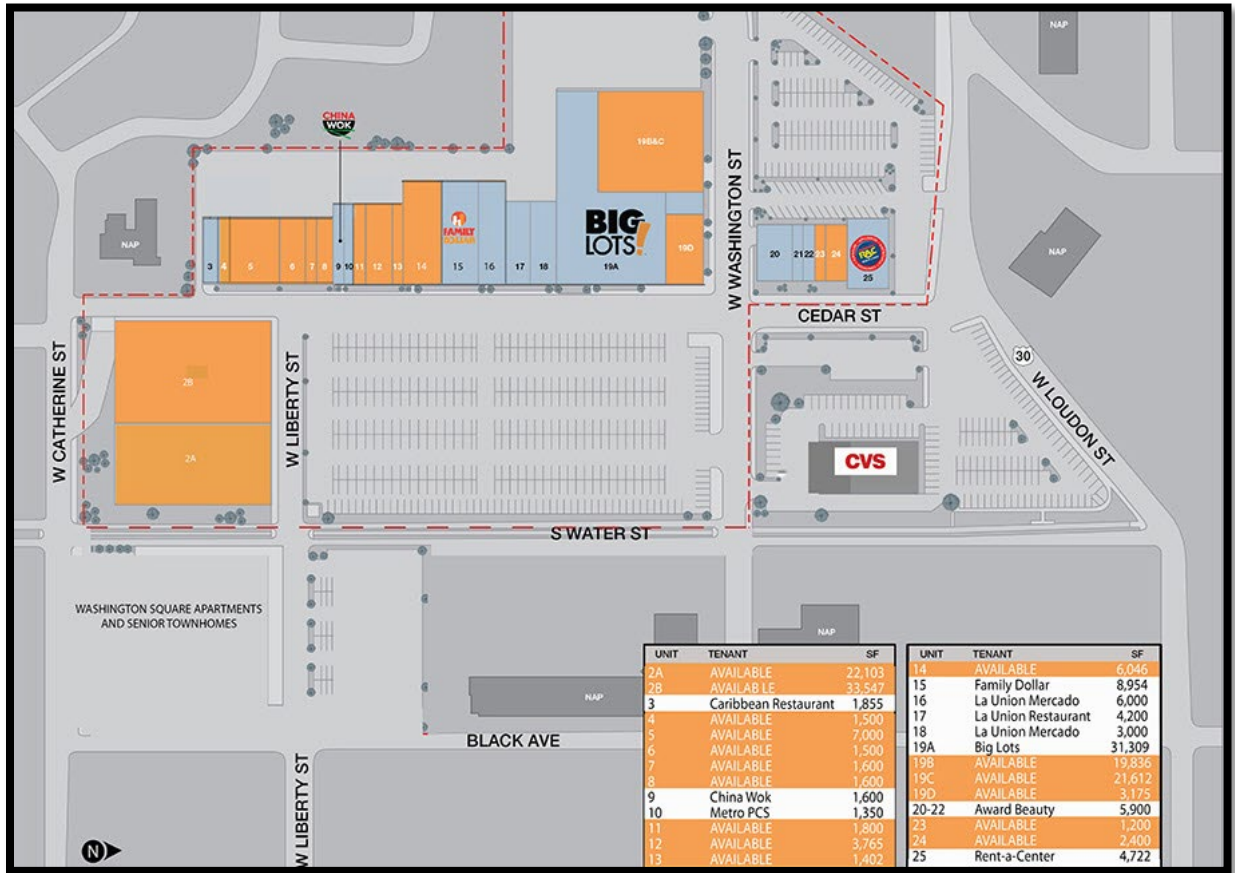 NAP
CHINA
WOK
19B&C
W WASHINGTON ST
NAP
NAP
FAMILY
DOLLAR
BIG
LOTS!
19D
RAC
NAP
3 4 5 6 7 8 9 10 11 12 13 14 15 16 17 18 19A
20 21 22 23 24 25
CEDAR ST
30
W LOUDON ST
W CATHERINE ST
2B
W LIBERTY ST
2A
CVS
S WATER ST
WASHINGTON SQUARE APARTMENTS
AND SENIOR TOWNHOMES
NAP
NAP
BLACK AVE
W LIBERTY ST
N
UNIT TENANT SF
2A AVAILABLE 22,103
2B AVAILAB LE 33,547
3 Caribbean Restaurant 1,855
4 AVAILABLE 1,500
5 AVAILABLE 7,000
6 AVAILABLE 1,500
7 AVAILABLE 1,600
8 AVAILABLE 1,600
9 China Wok 1,600
10 Metro PCS 1,350
11 AVAILABLE 1,800
12 AVAILABLE 3,765
13 AVAILABLE 1,402
UNIT TENANT SF
14 AVAILABLE 6,046
15 Family Dollar 8,954
16 La Union Mercado 6,000
17 La Union Restaurant 4,200
18 La Union Mercado 3,000
19A Big Lots 31,309
19B AVAILABLE 19,836
19C AVAILABLE 21,612
19D AVAILABLE 3,175
20-22 Award Beauty 5,900
23 AVAILABLE 1,200
24 AVAILABLE 2,400
25 Rent-a-Center 4,722